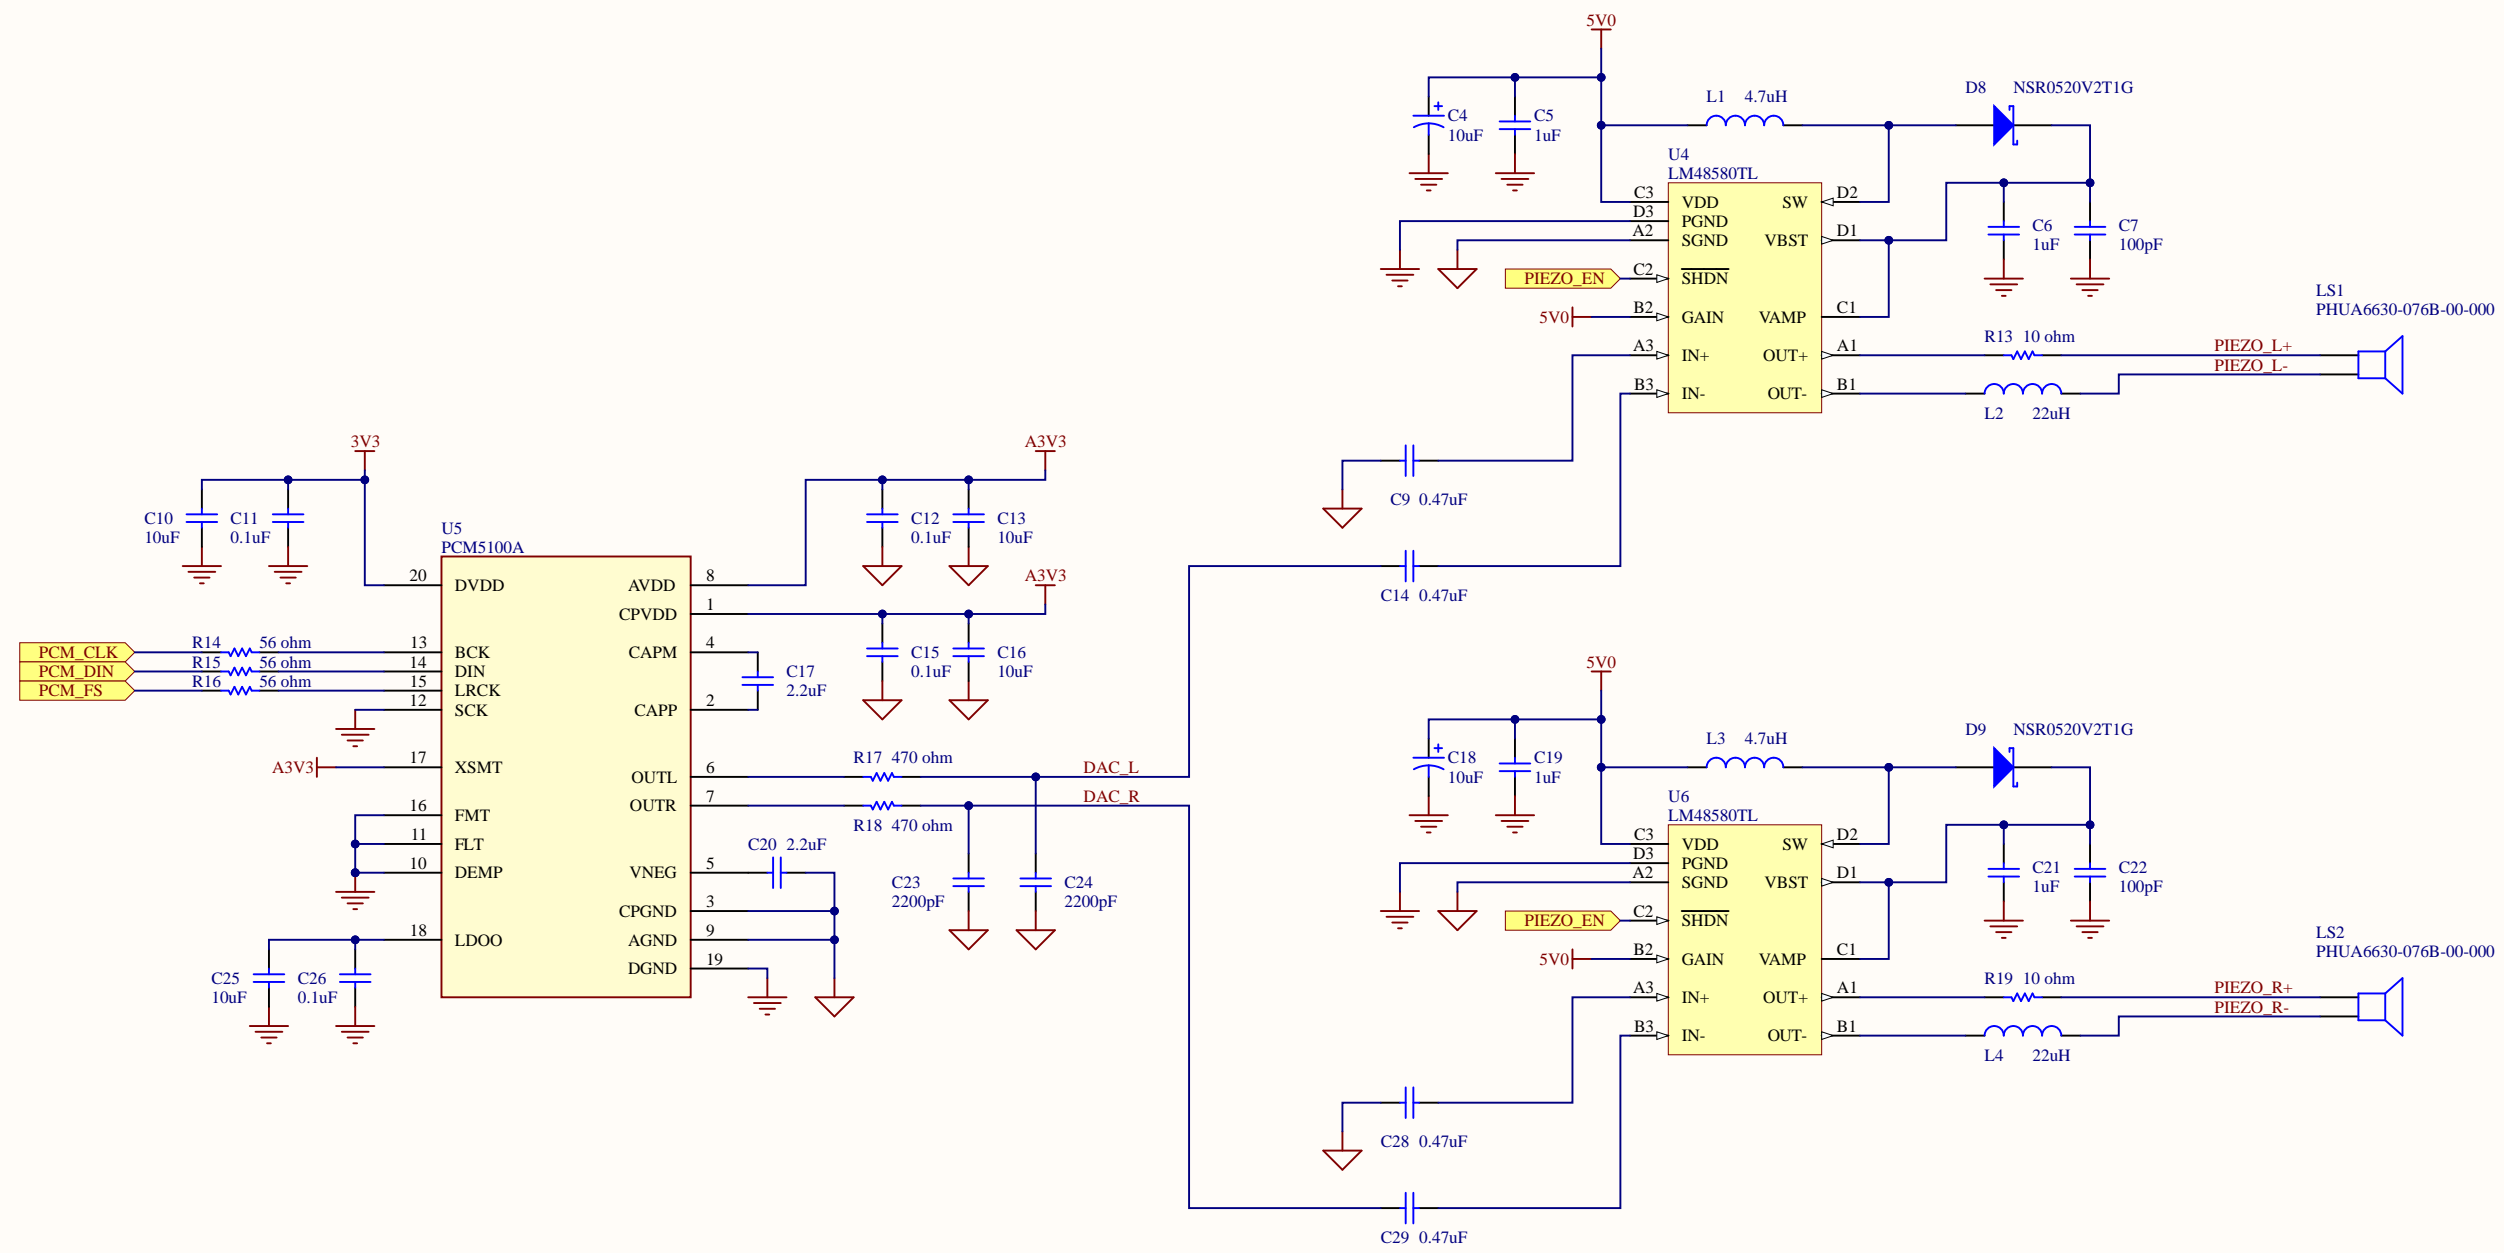 5V0
C4
10uF
C5
1uF
L1 4.7uH
D8 NSR0520V2T1G
U4
LM48580TL
C3 VDD
D3 PGND
A2 SGND
PIEZO_EN
C2 SHDN
5V0
B2 GAIN
A3 IN+
B3 IN-
SW D2
VBST D1
VAMP C1
OUT+ A1
OUT- B1
C6
1uF
C7
100pF
LS1
PHUA6630-076B-00-000
R13 10 ohm
PIEZO_L+
PIEZO_L-
L2 22uH
C9 0.47uF
C14 0.47uF
3V3
C10
10uF
C11
0.1uF
A3V3
C12
0.1uF
C13
10uF
A3V3
C15
0.1uF
C16
10uF
U5
PCM5100A
20 DVDD
PCM_CLK
R14 56 ohm
13 BCK
PCM_DIN
R15 56 ohm
14 DIN
PCM_FS
R16 56 ohm
15 LRCK
12 SCK
A3V3
17 XSMT
16 FMT
11 FLT
10 DEMP
18 LDOO
C25
10uF
C26
0.1uF
AVDD 8
CPVDD 1
CAPM 4
CAPP 2
C17
2.2uF
OUTL 6
OUTR 7
R17 470 ohm
DAC_L
DAC_R
R18 470 ohm
C20 2.2uF
VNEG 5
CPGND 3
AGND 9
DGND 19
C23
2200pF
C24
2200pF
5V0
C18
10uF
C19
1uF
L3 4.7uH
D9 NSR0520V2T1G
U6
LM48580TL
C3 VDD
D3 PGND
A2 SGND
PIEZO_EN
C2 SHDN
5V0
B2 GAIN
A3 IN+
B3 IN-
SW D2
VBST D1
VAMP C1
OUT+ A1
OUT- B1
C21
1uF
C22
100pF
LS2
PHUA6630-076B-00-000
R19 10 ohm
PIEZO_R+
PIEZO_R-
L4 22uH
C28 0.47uF
C29 0.47uF